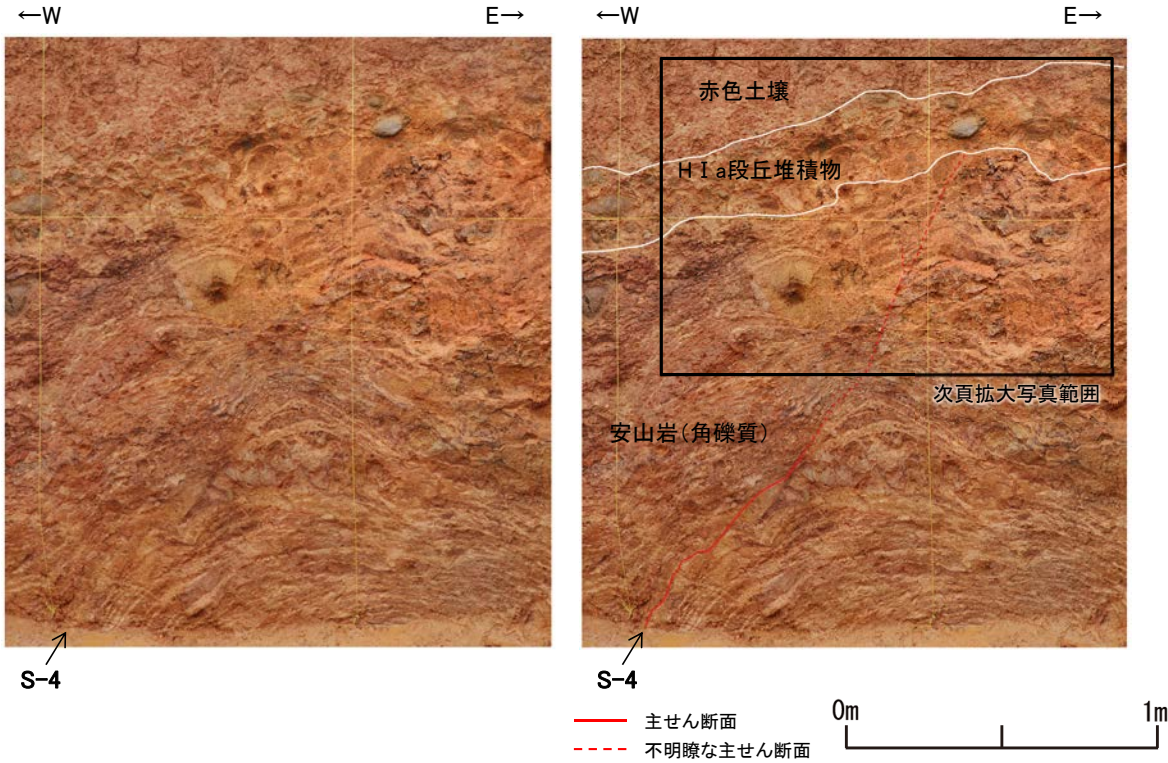 ←W
E→
←W
E→
赤色土壌
HⅠa段丘堆積物
次頁拡大写真範囲
安山岩(角礫質)
S-4
S-4
主せん断面
不明瞭な主せん断面
0m
1m